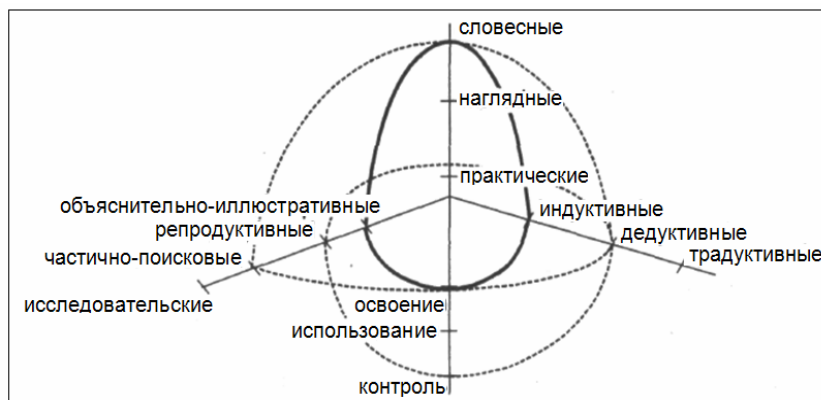 словесные
наглядные
практические
объяснительно-иллюстративные
индуктивные
репродуктивные
дедуктивные
частично-поисковые
традуктивные
исследовательские
освоение
использование
контроль